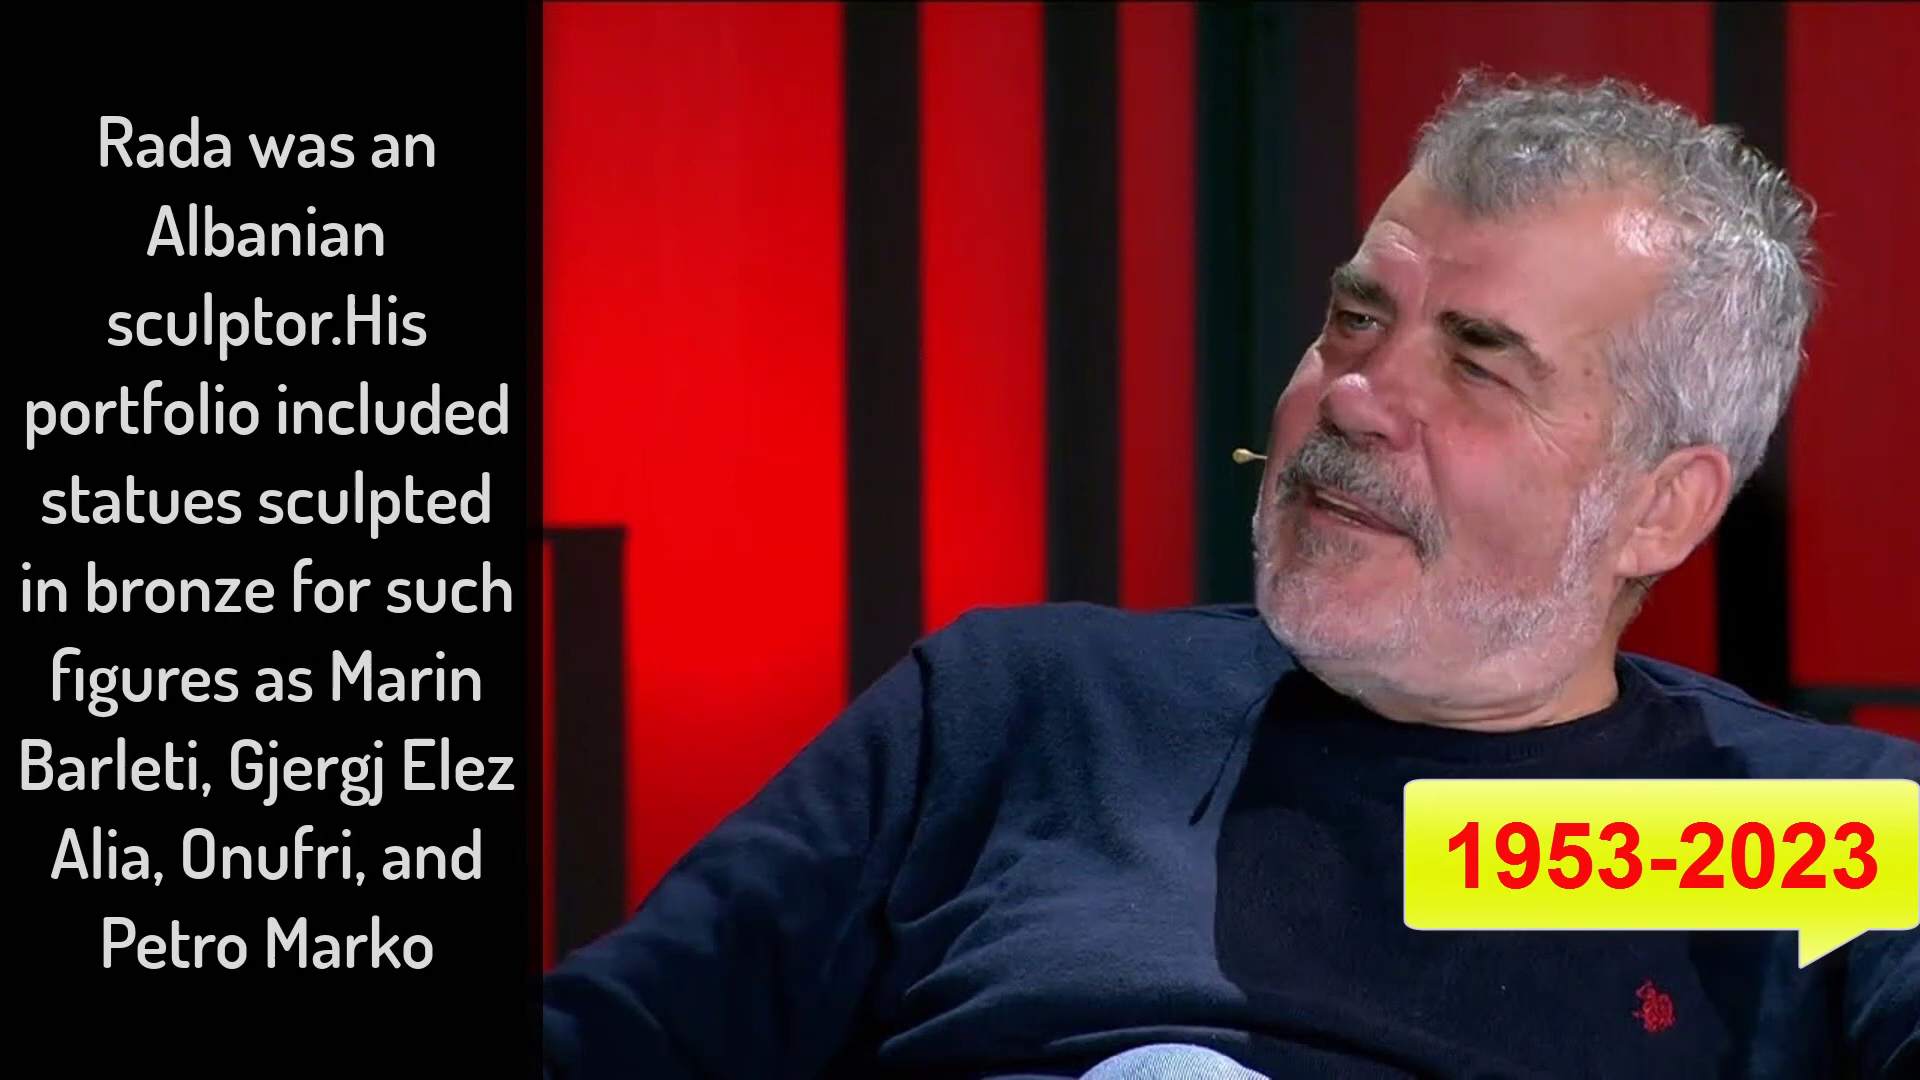 Rada was an
Albanian
sculptor.His
portfolio included
statues sculpted
in bronze for such
figures as Marin
Barleti, Gjergj Elez
Alia, Onufri, and
Petro Marko
1953-2023